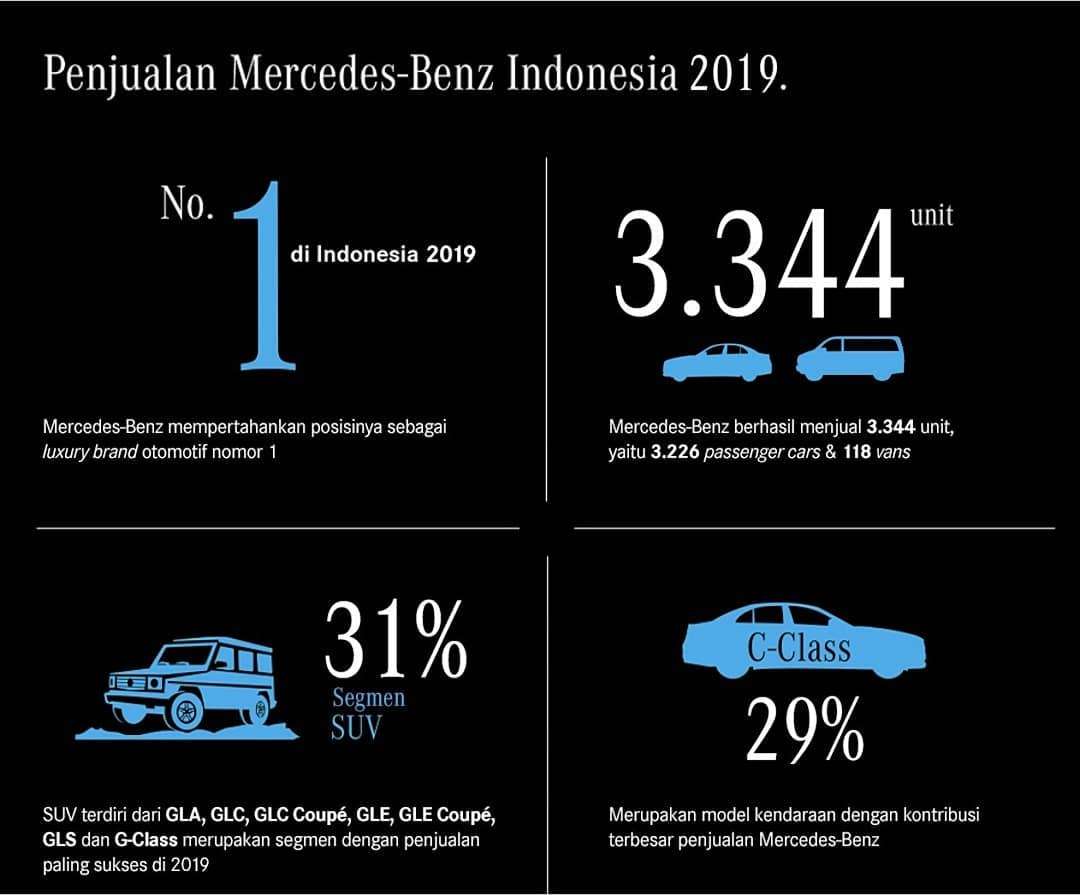 Penjualan Mercedes-Benz Indonesia 2019.
No. 1
di Indonesia 2019
Mercedes-Benz mempertahankan posisinya sebagai
luxury brand otomotif nomor 1
3.344 unit
Mercedes-Benz berhasil menjual 3.344 unit,
yaitu 3.226 passenger cars & 118 vans
31%
Segmen
SUV
SUV terdiri dari GLA, GLC, GLC Coupé, GLE, GLE Coupé,
GLS dan G-Class merupakan segmen dengan penjualan
paling sukses di 2019
C-Class
29%
Merupakan model kendaraan dengan kontribusi
terbesar penjualan Mercedes-Benz